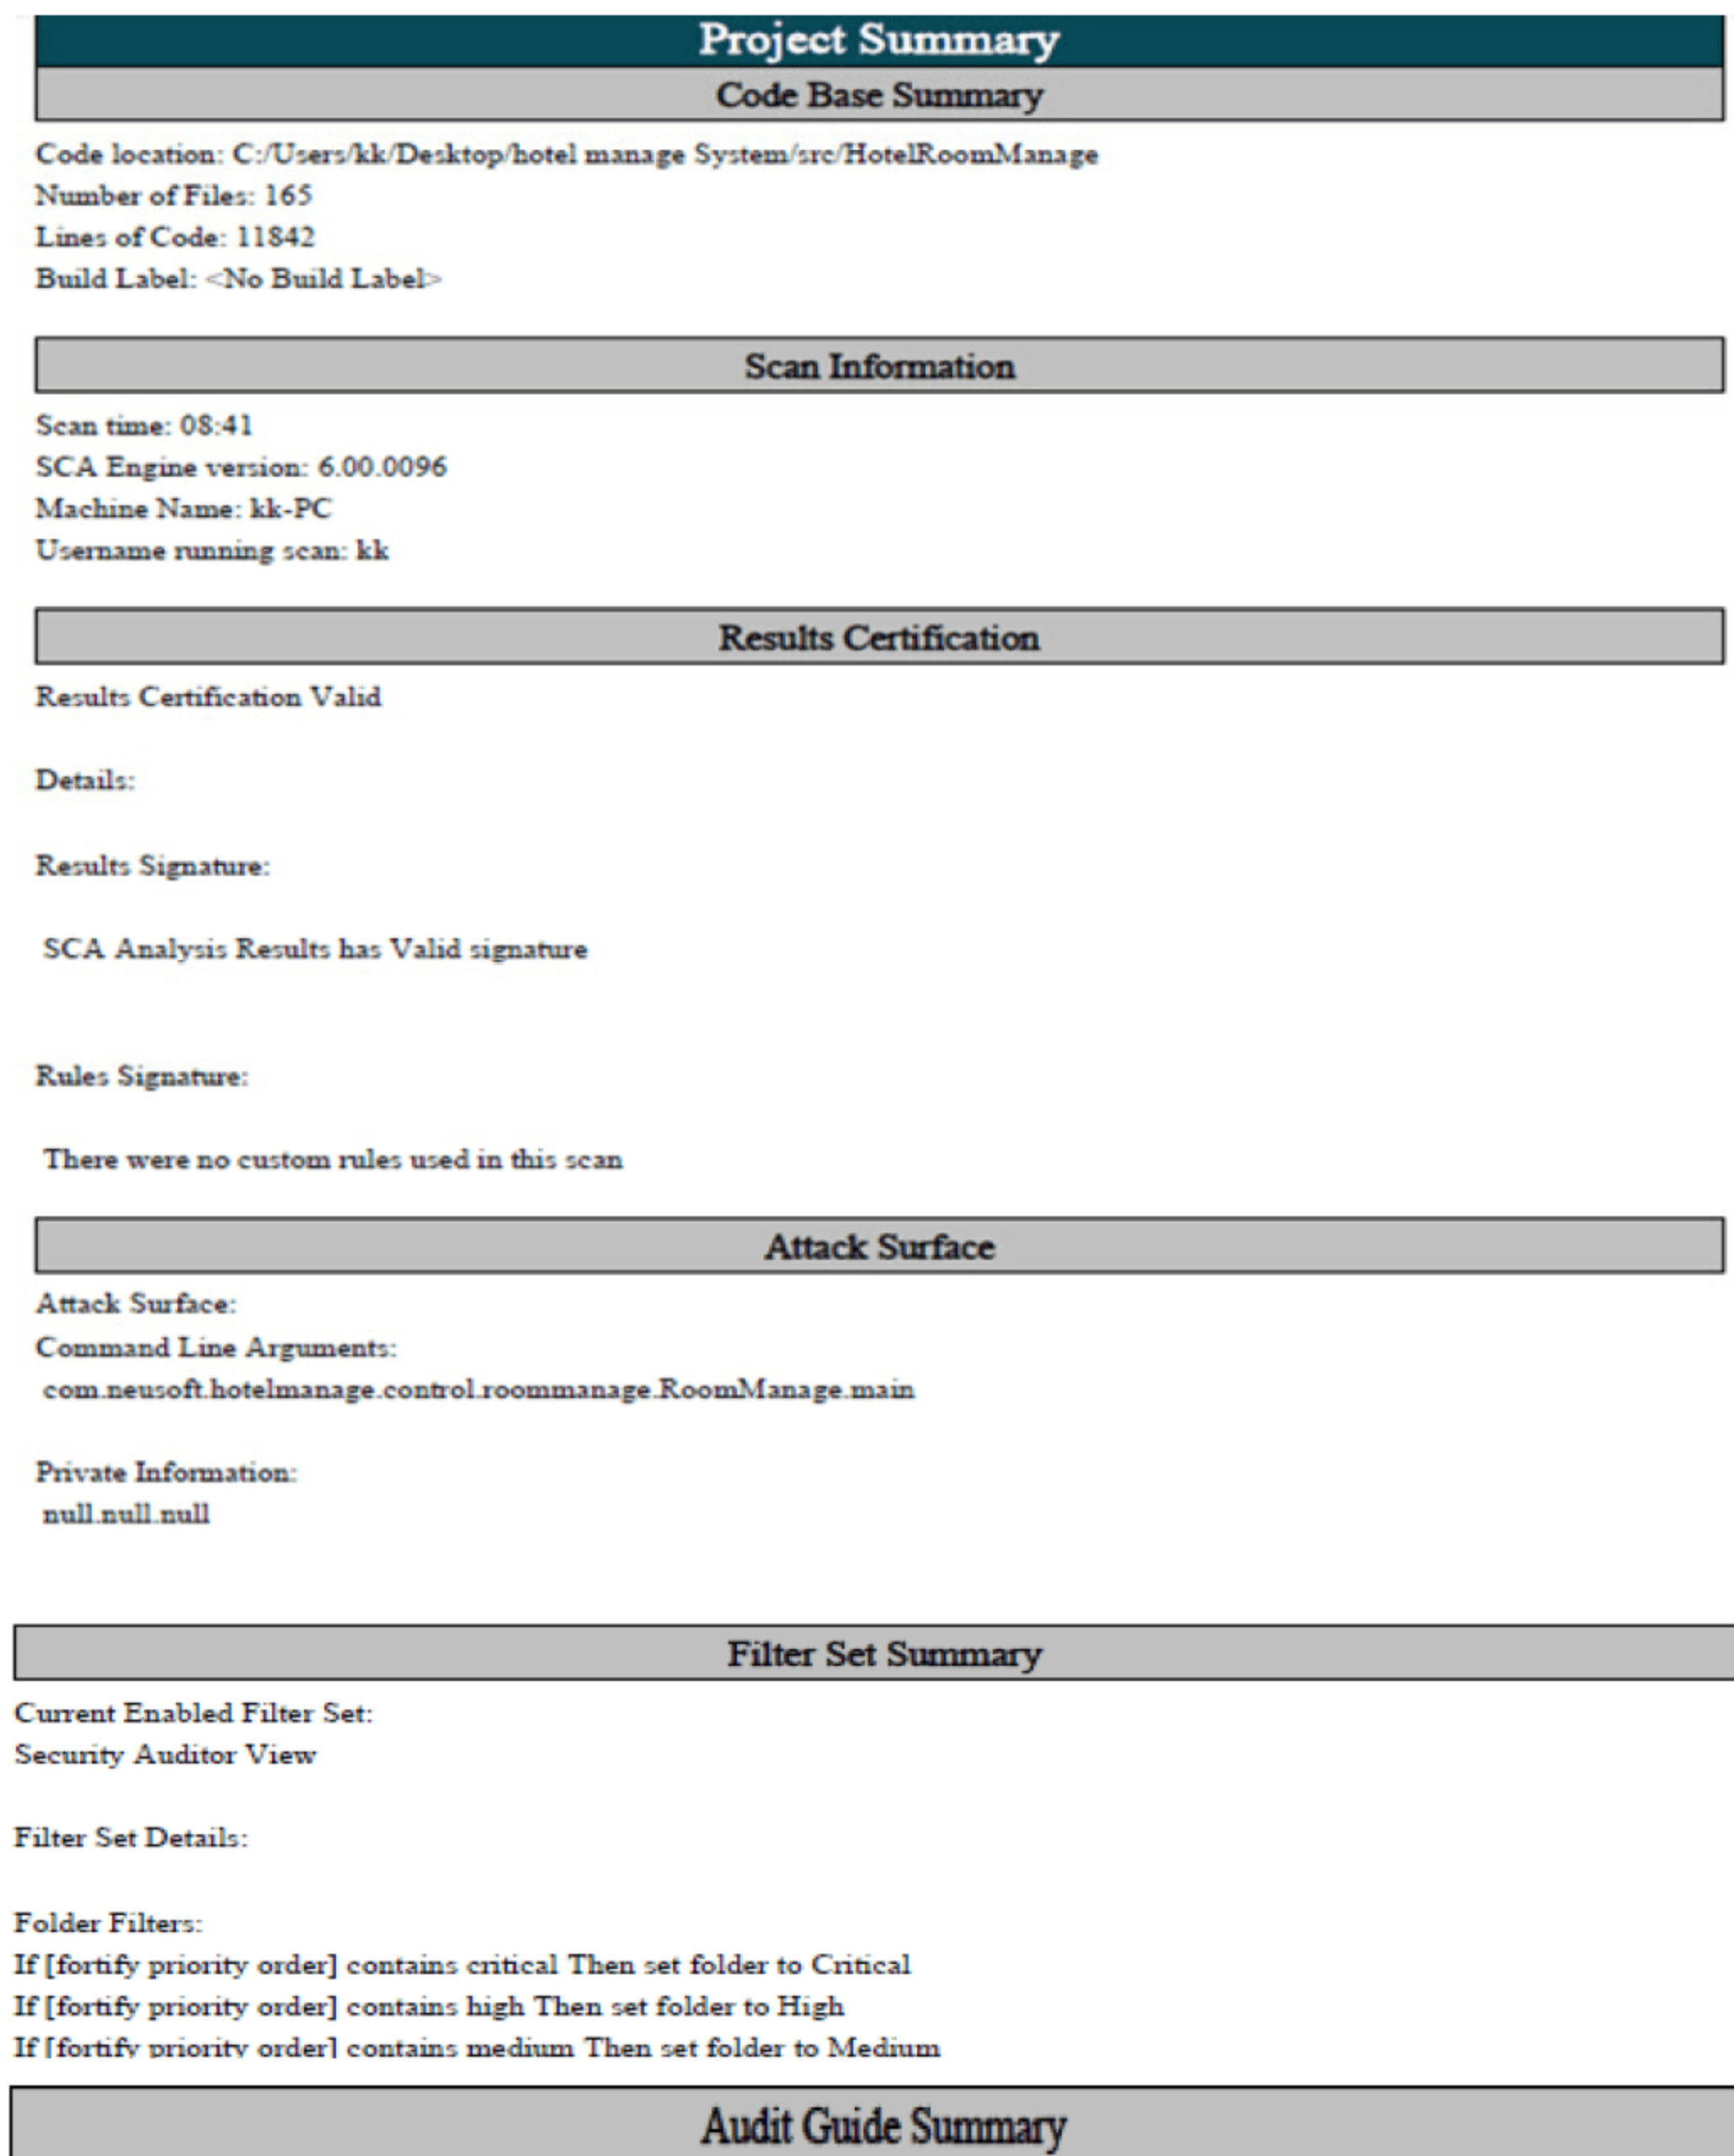 Project Summary
Code Base Summary
Code location: C:/Users/kk/Desktop/hotel manage System/src/HotelRoomManage
Number of Files: 165
Lines of Code: 11842
Build Label: <No Build Label>
Scan Information
Scan time: 08:41
SCA Engine version: 6.00.0096
Machine Name: kk-PC
Username running scan: kk
Results Certification
Results Certification Valid
Details:
Results Signature:
SCA Analysis Results has Valid signature
Rules Signature:
There were no custom rules used in this scan
Attack Surface
Attack Surface:
Command Line Arguments:
com.neusoft.hotelmanage.control.roommanage.RoomManage.main
Private Information:
null.null.null
Filter Set Summary
Current Enabled Filter Set:
Security Auditor View
Filter Set Details:
Folder Filters:
If [fortify priority order] contains critical Then set folder to Critical
If [fortify priority order] contains high Then set folder to High
If [fortify priority order] contains medium Then set folder to Medium
Audit Guide Summary